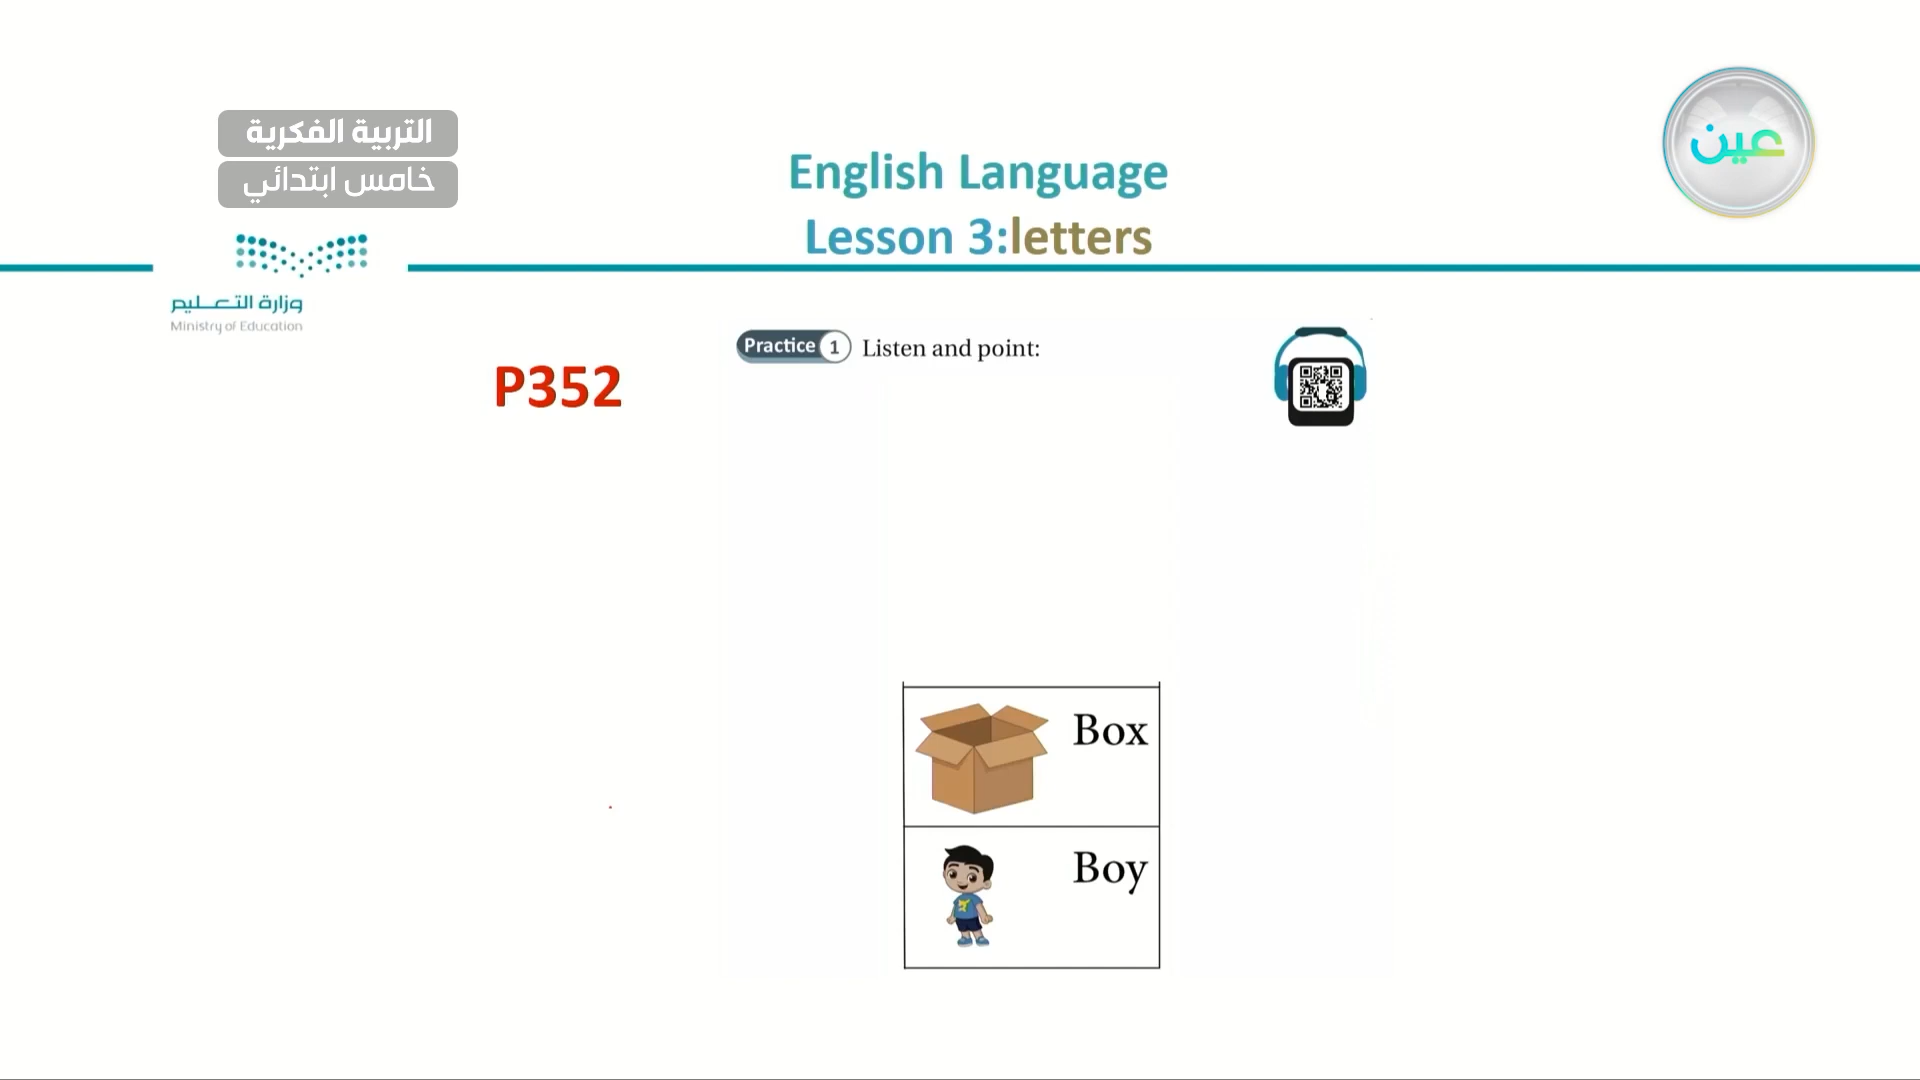 التربية الفكرية
خامس ابتدائي
عين
English Language
Lesson 3:letters
وزارة التعليم
Ministry of Education
Practice 1 Listen and point:
P352
Box
Boy